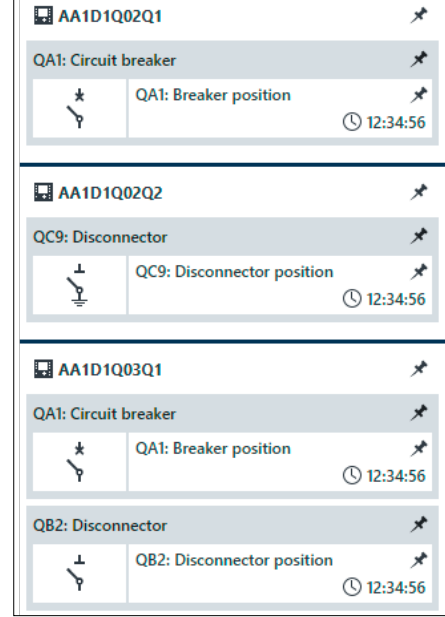 AA1D1Q02Q1
QA1: Circuit breaker
QA1: Breaker position
12:34:56
AA1D1Q02Q2
QC9: Disconnector
QC9: Disconnector position
12:34:56
AA1D1Q03Q1
QA1: Circuit breaker
QA1: Breaker position
12:34:56
QB2: Disconnector
QB2: Disconnector position
12:34:56